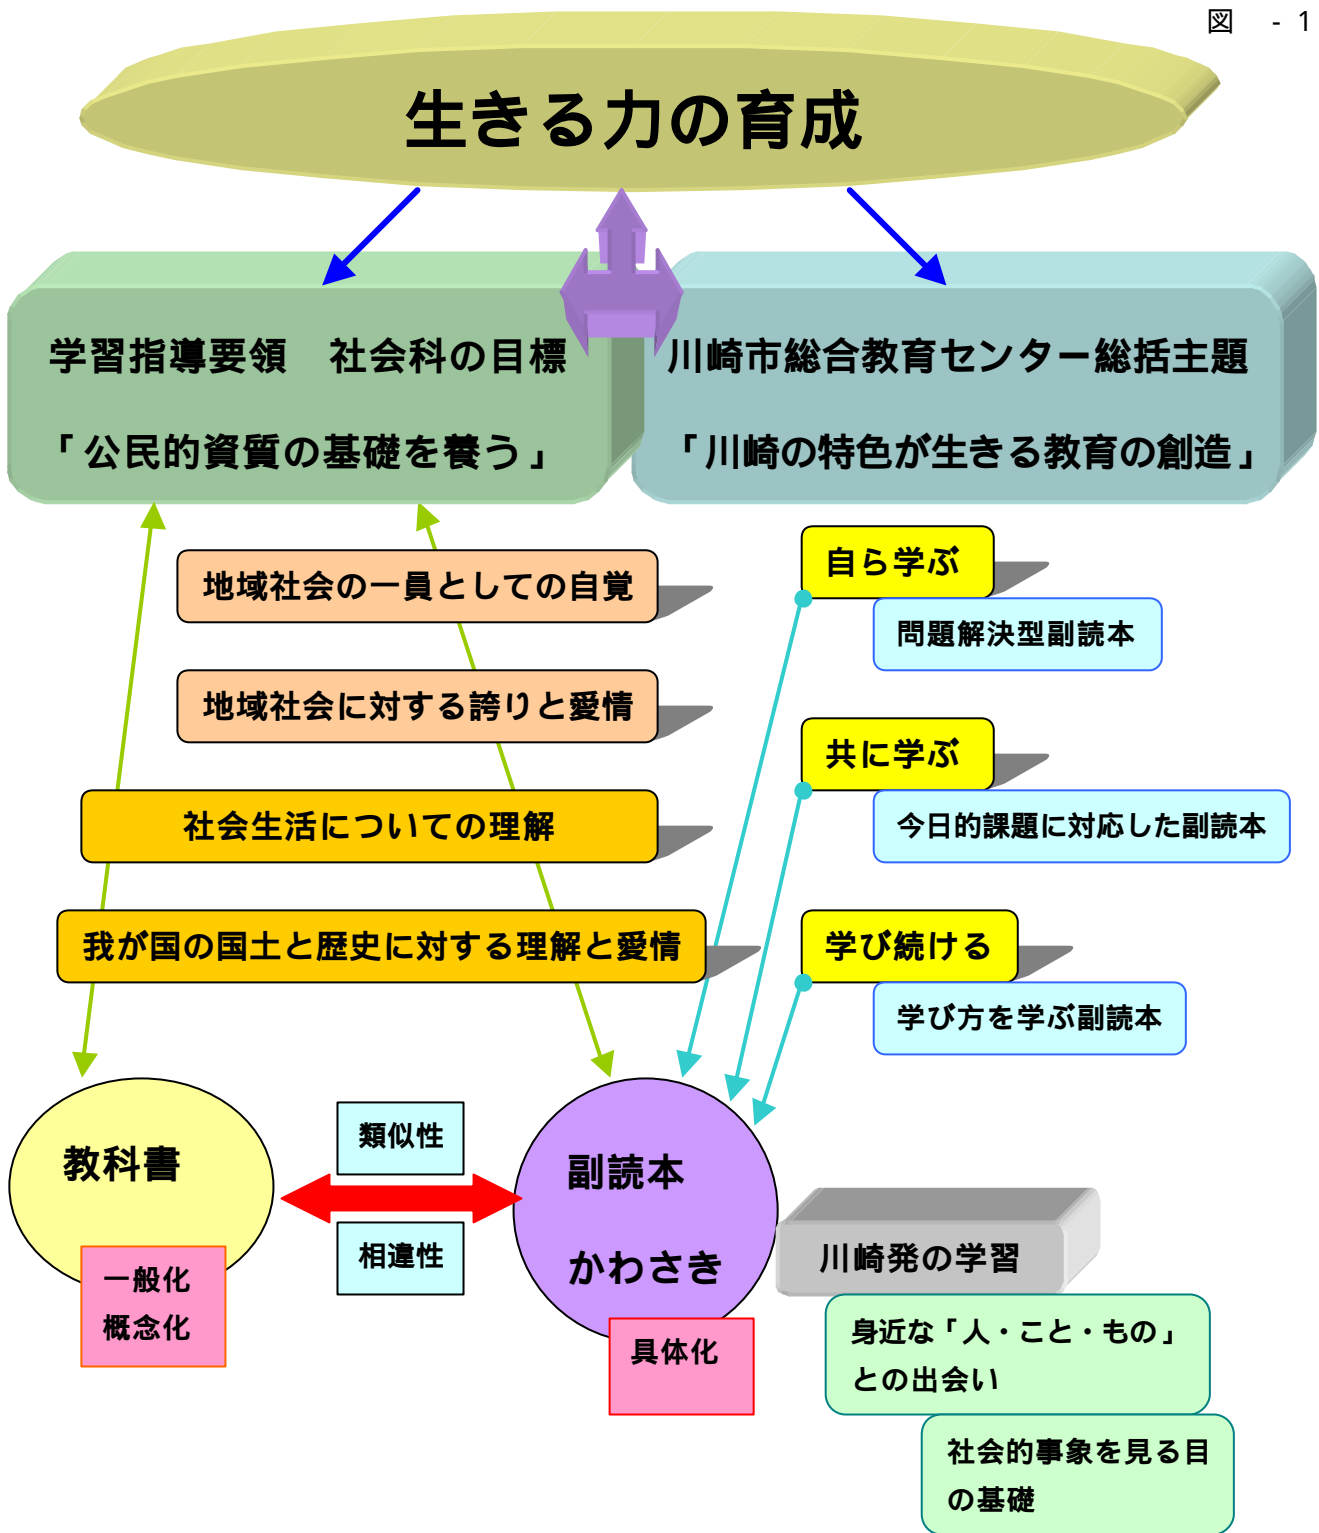 図 - 1
生きる力の育成
学習指導要領 社会科の目標
「公民的資質の基礎を養う」
川崎市総合教育センター総括主題
「川崎の特色が生きる教育の創造」
地域社会の一員としての自覚
地域社会に対する誇りと愛情
社会生活についての理解
我が国の国土と歴史に対する理解と愛情
自ら学ぶ
問題解決型副読本
共に学ぶ
今日的課題に対応した副読本
学び続ける
学び方を学ぶ副読本
教科書
一般化
概念化
類似性
相違性
副読本
かわさき
具体化
川崎発の学習
身近な「人・こと・もの」
との出会い
社会的事象を見る目
の基礎